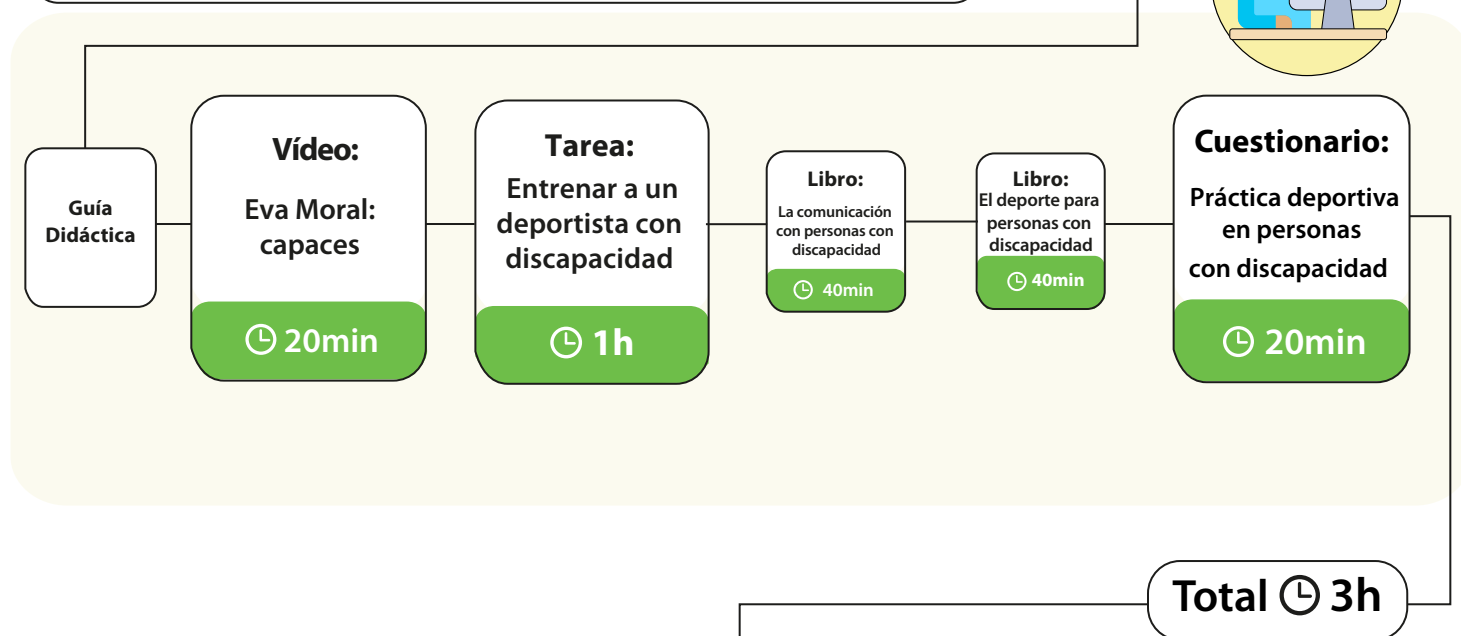 Guía
Didáctica
Vídeo:
Eva Moral:
capaces
20min
Tarea:
Entrenar a un
deportista con
discapacidad
1h
Libro:
La comunicación
con personas con
discapacidad
40min
Libro:
El deporte para
personas con
discapacidad
40min
Cuestionario:
Práctica deportiva
en personas
con discapacidad
20min
Total 3h